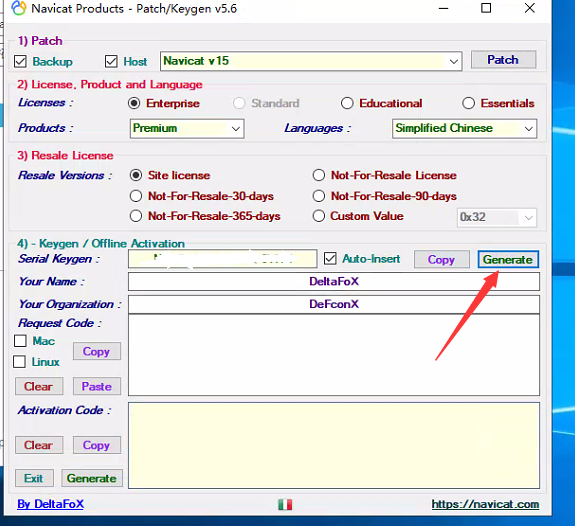 Navicat Products - Patch/Keygen v5.6
1) Patch
Backup Host Navicat v15 Patch
2) License, Product and Language
Licenses : Enterprise Standard Educational Essentials
Products : Premium Languages : Simplified Chinese
3) Resale License
Resale Versions : Site license Not-For-Resale License
Not-For-Resale-30-days Not-For-Resale-90-days
Not-For-Resale-365-days Custom Value 0x32
4) - Keygen / Offline Activation
Serial Keygen : Auto-Insert Copy Generate
Your Name : DeltaFoX
Your Organization : DeFconX
Request Code :
Mac
Copy
Linux
Clear Paste
Activation Code :
Clear Copy
Exit Generate
By DeltaFoX https://navicat.com